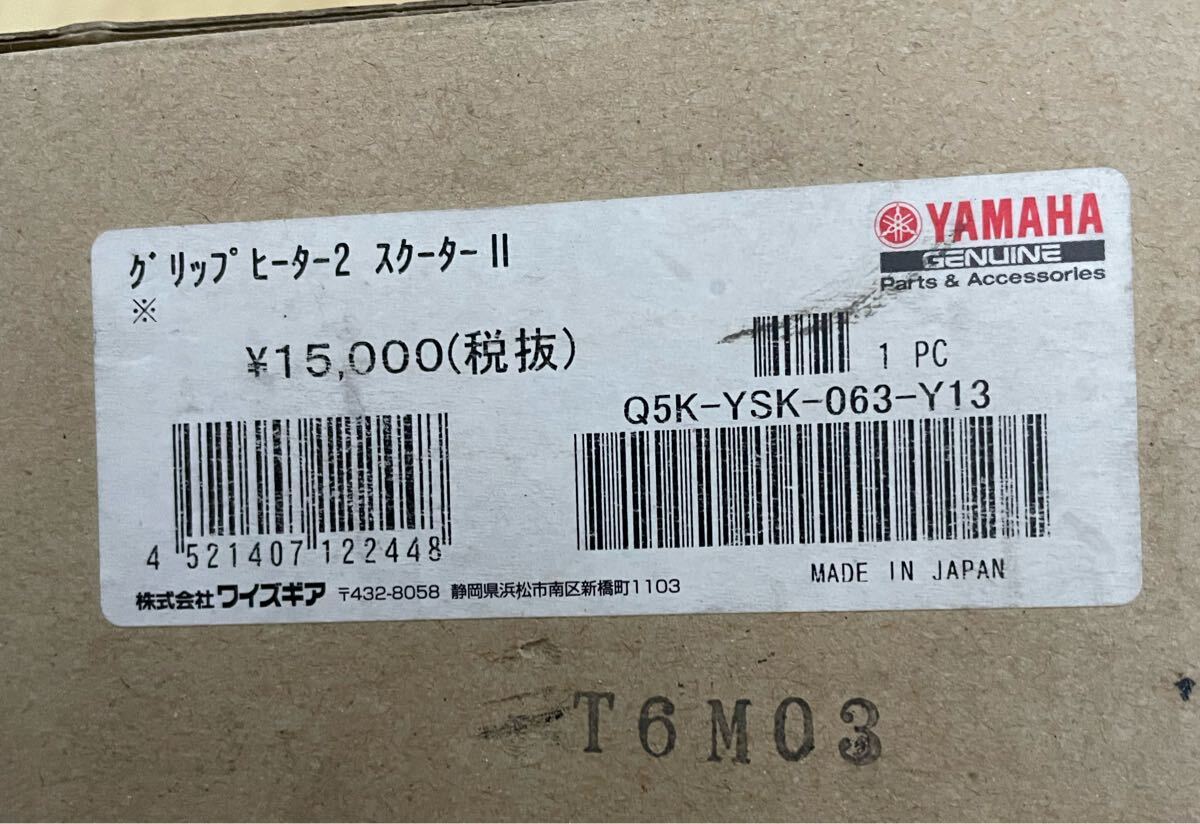 YAMAHA
GENUINE
Parts & Accessories
グリップヒーター2 スクーターII
※
¥15,000(税抜)
1 PC
Q5K-YSK-063-Y13
4 521407 122448
MADE IN JAPAN
株式会社 ワイズギア 〒432-8058 静岡県浜松市南区新橋町1103
T6M03